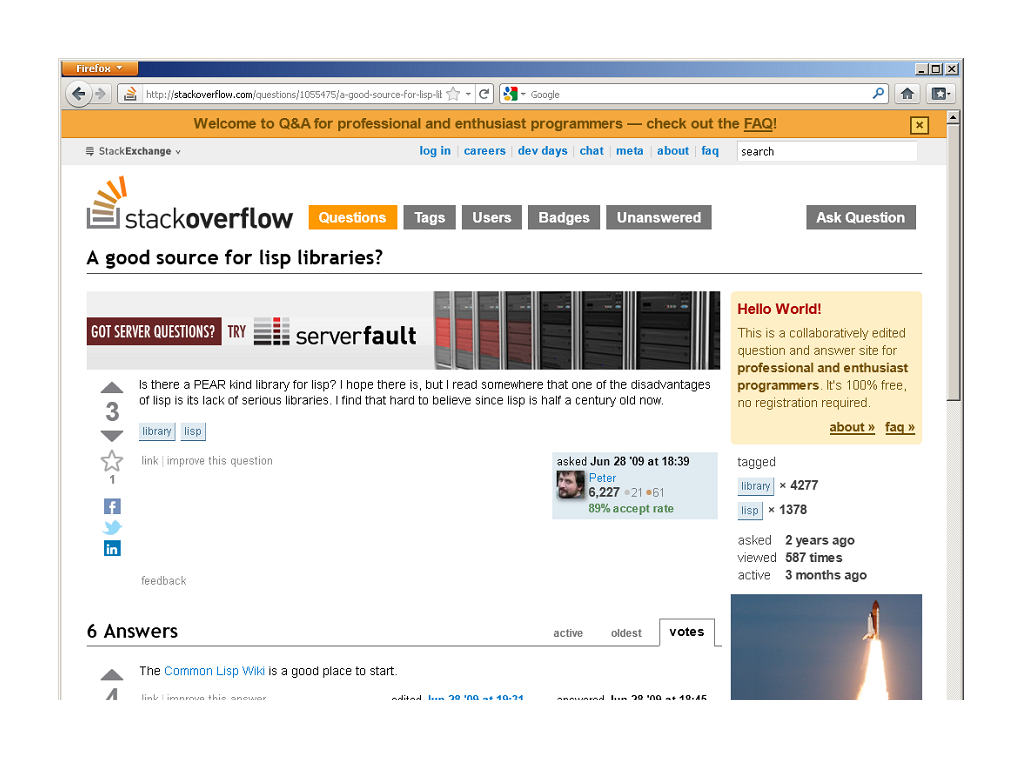 Firefox
http://stackoverflow.com/questions/1055475/a-good-source-for-lisp-lit
Google
Welcome to Q&A for professional and enthusiast programmers — check out the FAQ!
StackExchange
log in | careers | dev days | chat | meta | about | faq
search
stackoverflow
Questions
Tags
Users
Badges
Unanswered
Ask Question
A good source for lisp libraries?
GOT SERVER QUESTIONS? TRY serverfault
3
Is there a PEAR kind library for lisp? I hope there is, but I read somewhere that one of the disadvantages
of lisp is its lack of serious libraries. I find that hard to believe since lisp is half a century old now.
library lisp
link | improve this question
1
asked Jun 28 '09 at 18:39
Peter
6,227 ●21 ●61
89% accept rate
feedback
Hello World!
This is a collaboratively edited
question and answer site for
professional and enthusiast
programmers. It's 100% free,
no registration required.
about » faq »
tagged
library × 4277
lisp × 1378
asked 2 years ago
viewed 587 times
active 3 months ago
6 Answers
active
oldest
votes
4
The Common Lisp Wiki is a good place to start.
link | improve this answer
edited Jun 28 '09 at 19:31
answered Jun 28 '09 at 18:45